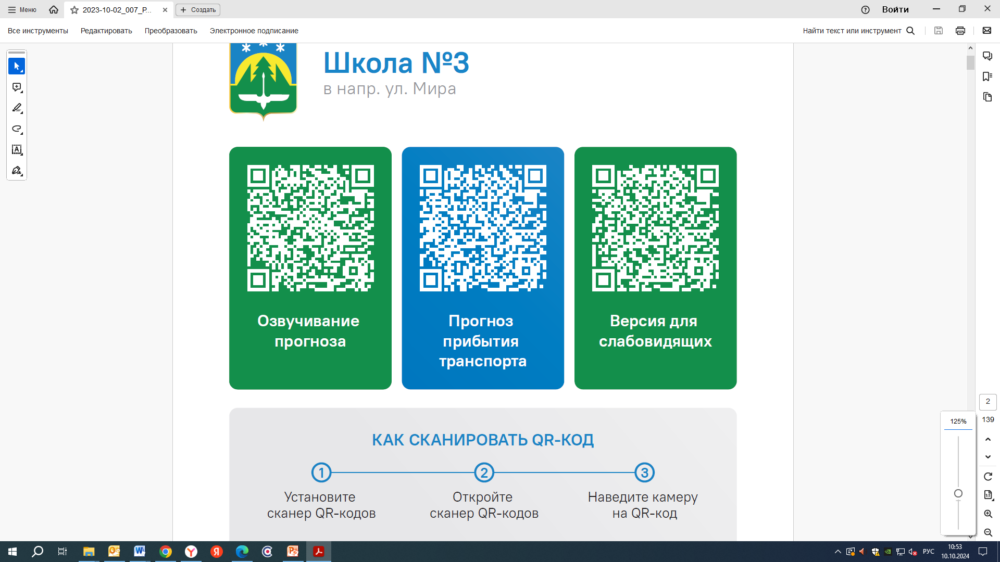 Меню
2023-10-02_007_P...
Создать
Войти
Все инструменты
Редактировать
Преобразовать
Электронное подписание
Найти текст или инструмент
Школа №3
в напр. ул. Мира
Озвучивание
прогноза
Прогноз
прибытия
транспорта
Версия для
слабовидящих
КАК СКАНИРОВАТЬ QR-КОД
1
2
3
Установите
сканер QR-кодов
Откройте
сканер QR-кодов
Наведите камеру
на QR-код
2
139
125%
РУС
10:53
10.10.2024